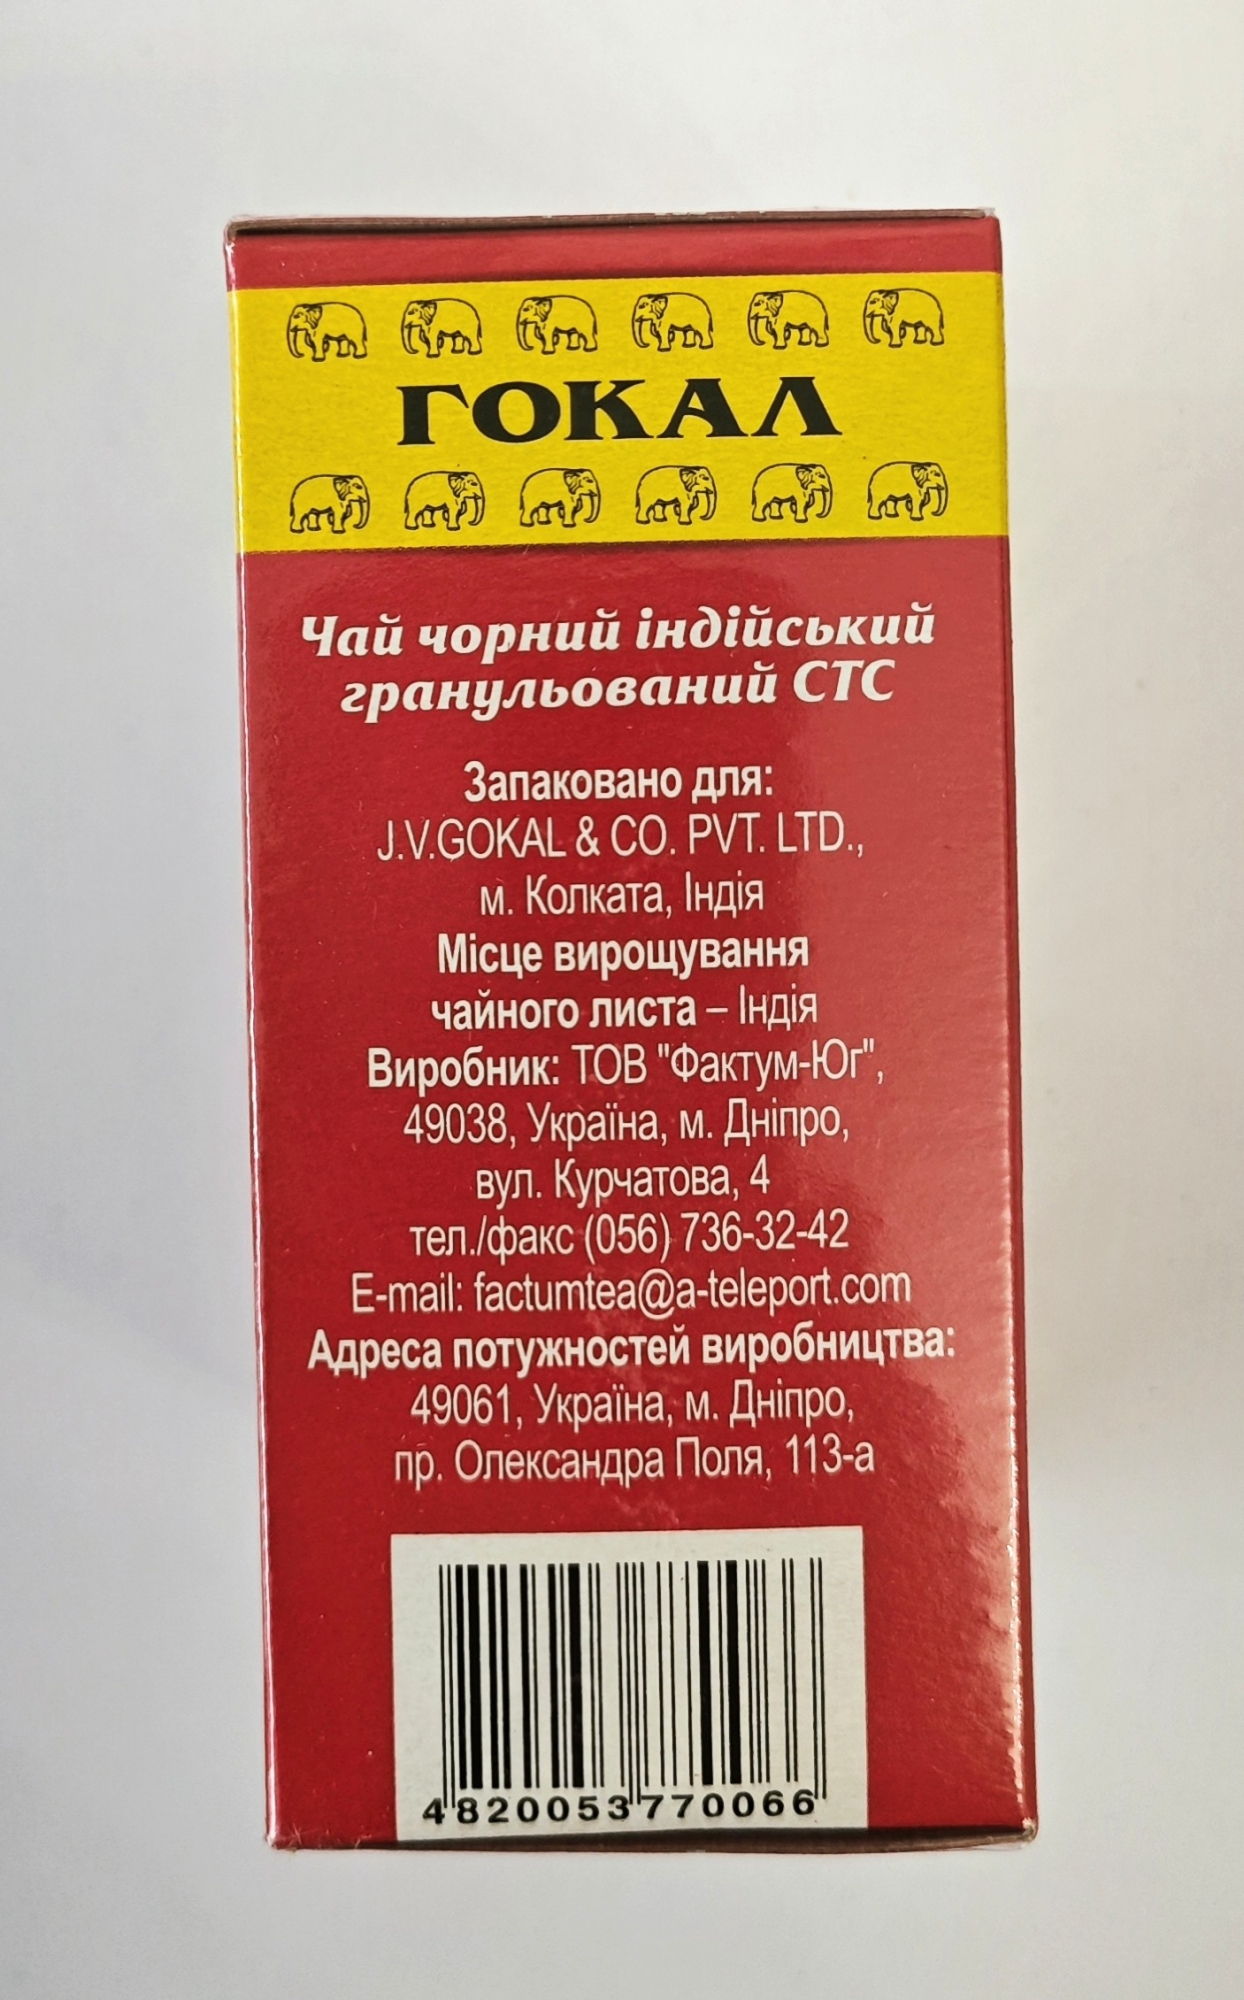 ГОКАЛ
Чай чорний індійський
гранульований СТС
Запаковано для:
J.V.GOKAL & CO. PVT. LTD.,
м. Колката, Індія
Місце вирощування
чайного листа – Індія
Виробник: ТОВ "Фактум-Юг",
49038, Україна, м. Дніпро,
вул. Курчатова, 4
тел./факс (056) 736-32-42
E-mail: factumtea@a-teleport.com
Адреса потужностей виробництва:
49061, Україна, м. Дніпро,
пр. Олександра Поля, 113-а
4820053770066